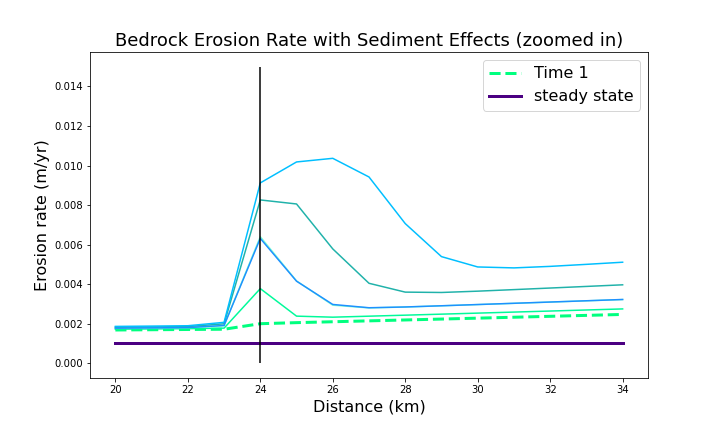 Bedrock Erosion Rate with Sediment Effects (zoomed in)
Time 1
steady state
Erosion rate (m/yr)
0.014
0.012
0.010
0.008
0.006
0.004
0.002
0.000
20 22 24 26 28 30 32 34
Distance (km)